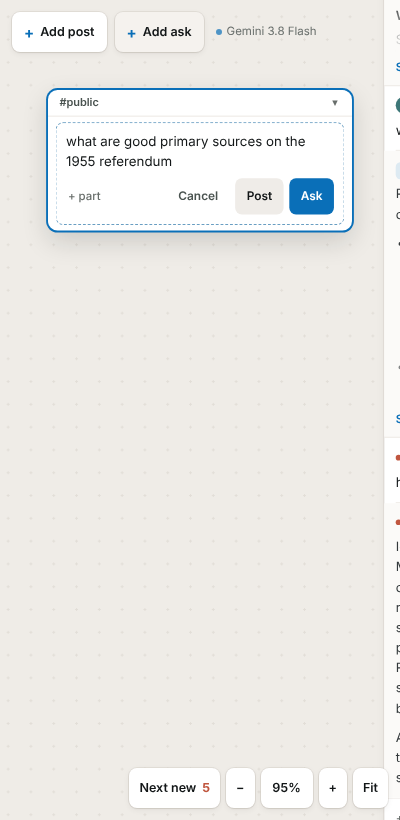 + Add post
+ Add ask
Gemini 3.8 Flash
#public
what are good primary sources on the
1955 referendum
+ part
Cancel
Post
Ask
Next new 5
−
95%
+
Fit